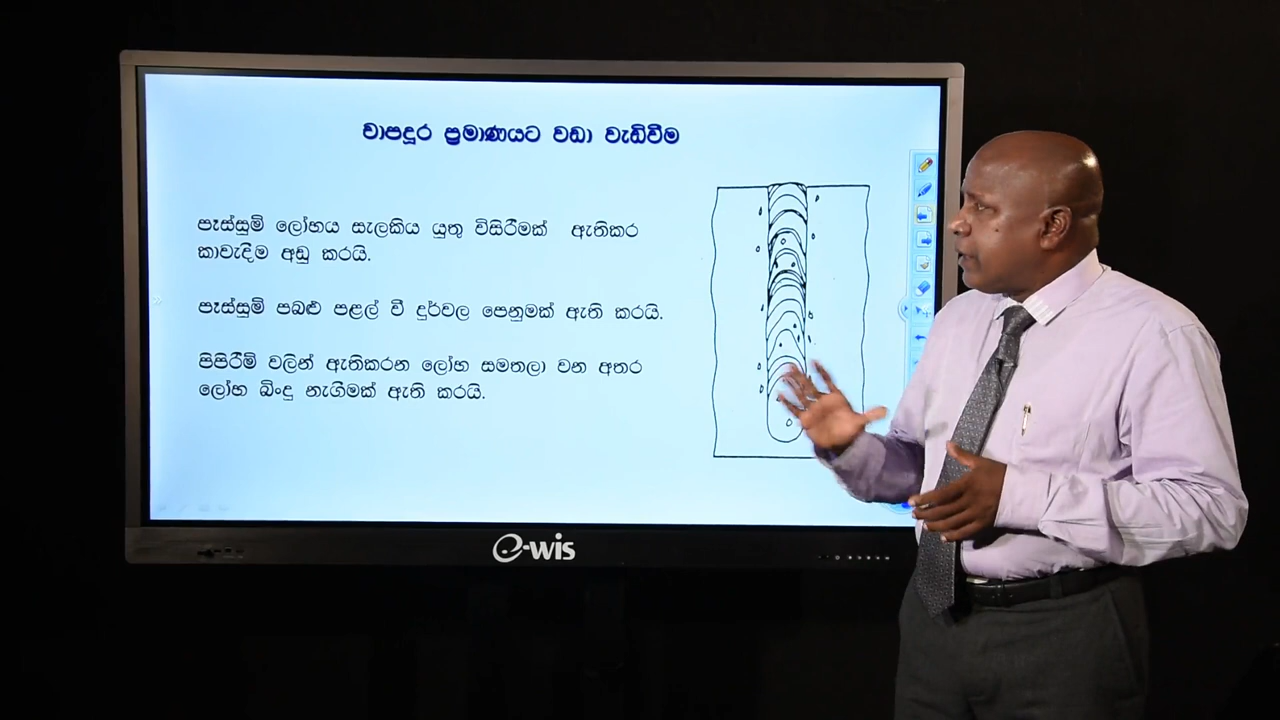 චාපදූර ප්‍රමාණයට වඩා වැඩිවීම
පෑස්සුම් ලෝහය සැලකිය යුතු විසිරීමක් ඇතිකර
කාවැදීම අඩු කරයි.
පෑස්සුම් පබළු පළල් වී දුර්වල පෙනුමක් ඇති කරයි.
පිපිරීම් වලින් ඇතිකරන ලෝහ සමතලා වන අතර
ලෝහ බිංදු නැගීමක් ඇති කරයි.
e-wis